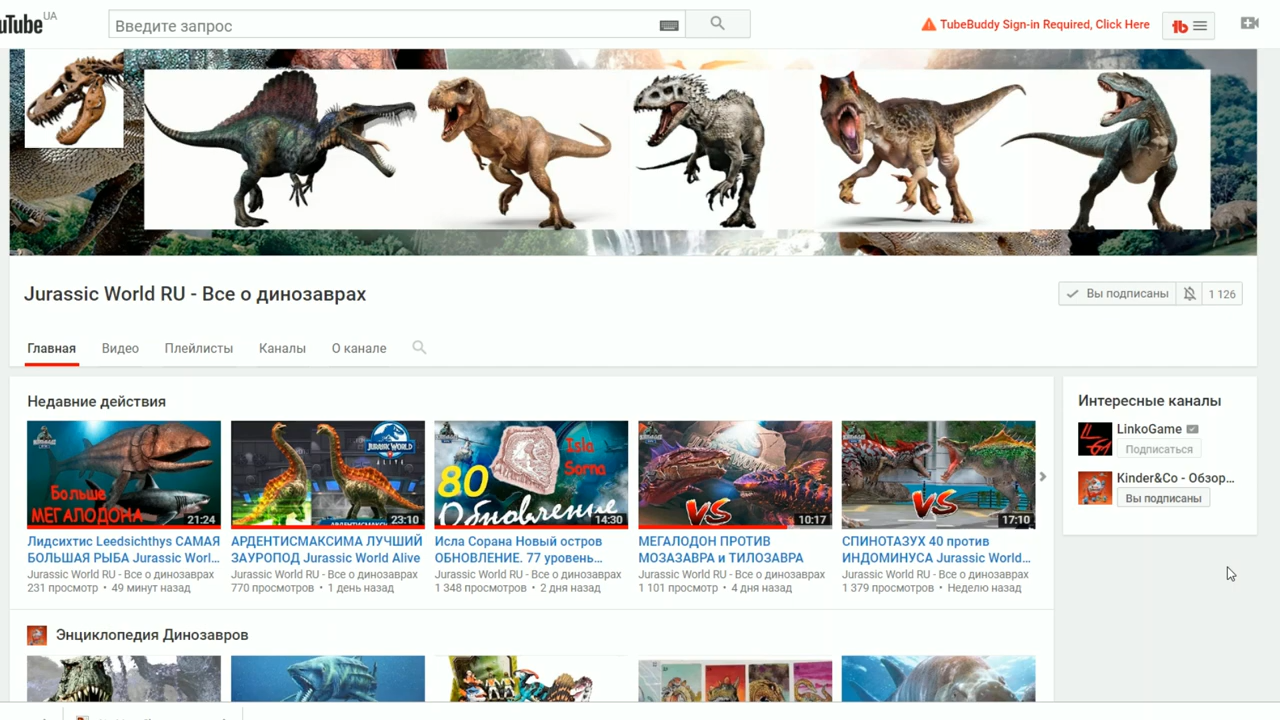 uTube UA
Введите запрос
TubeBuddy Sign-in Required, Click Here
tb
Jurassic World RU - Все о динозаврах
Вы подписаны 1 126
Главная Видео Плейлисты Каналы О канале
Недавние действия
Больше
МЕГАЛОДОНА
21:24
JURASSIC WORLD
ALIVE
23:10
80
Isla
Sorna
Обновление
14:30
VS
10:17
VS
17:10
Лидсихтис Leedsichthys САМАЯ
БОЛЬШАЯ РЫБА Jurassic Worl...
Jurassic World RU - Все о динозаврах
231 просмотр • 49 минут назад
АРДЕНТИСМАКСИМА ЛУЧШИЙ
ЗАУРОПОД Jurassic World Alive
Jurassic World RU - Все о динозаврах
770 просмотров • 1 день назад
Исла Сорана Новый остров
ОБНОВЛЕНИЕ. 77 уровень...
Jurassic World RU - Все о динозаврах
1 348 просмотров • 2 дня назад
МЕГАЛОДОН ПРОТИВ
МОЗАЗАВРА и ТИЛОЗАВРА
Jurassic World RU - Все о динозаврах
1 101 просмотр • 4 дня назад
СПИНОТАЗУХ 40 против
ИНДОМИНУСА Jurassic World...
Jurassic World RU - Все о динозаврах
1 379 просмотров • Неделю назад
Интересные каналы
LinkoGame
Подписаться
Kinder&Co - Обзор...
Вы подписаны
Энциклопедия Динозавров